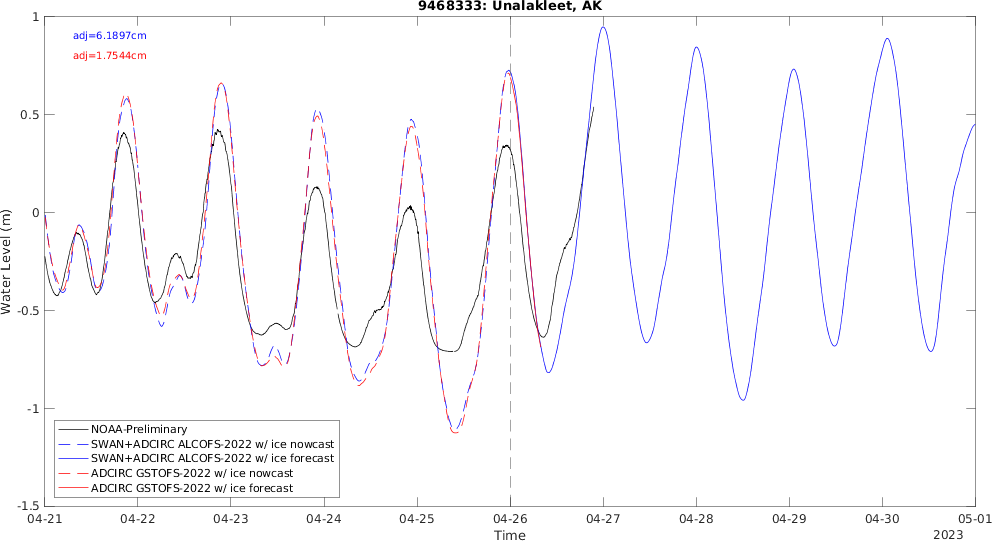 9468333: Unalakleet, AK
adj=6.1897cm
adj=1.7544cm
Water Level (m)
1
0.5
0
-0.5
-1
-1.5
NOAA-Preliminary
SWAN+ADCIRC ALCOFS-2022 w/ ice nowcast
SWAN+ADCIRC ALCOFS-2022 w/ ice forecast
ADCIRC GSTOFS-2022 w/ ice nowcast
ADCIRC GSTOFS-2022 w/ ice forecast
04-21 04-22 04-23 04-24 04-25 04-26 04-27 04-28 04-29 04-30 05-01
Time
2023